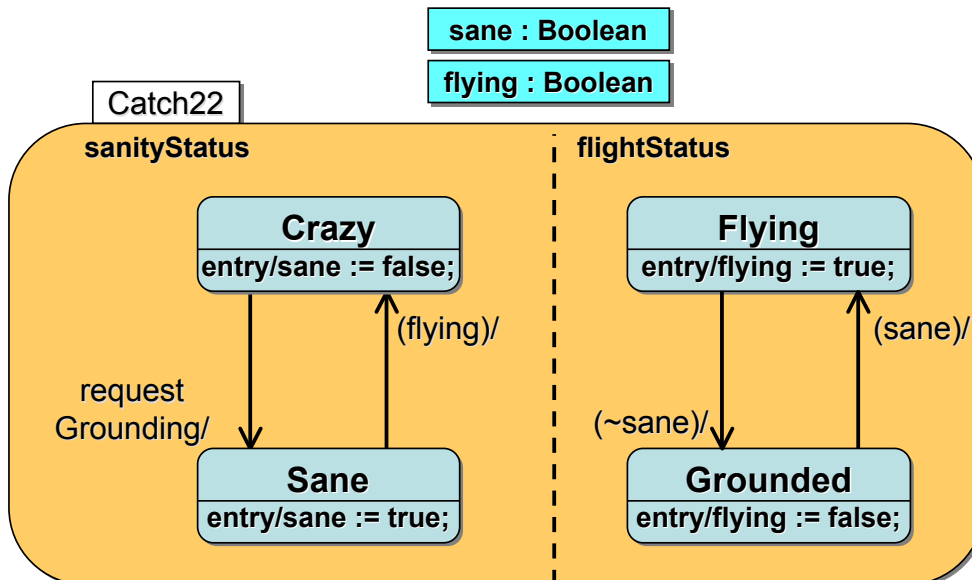 sane : Boolean
flying : Boolean
Catch22
sanityStatus
flightStatus
Crazy
entry/sane := false;
Flying
entry/flying := true;
(flying)/
(sane)/
request
Grounding/
(~sane)/
Sane
entry/sane := true;
Grounded
entry/flying := false;